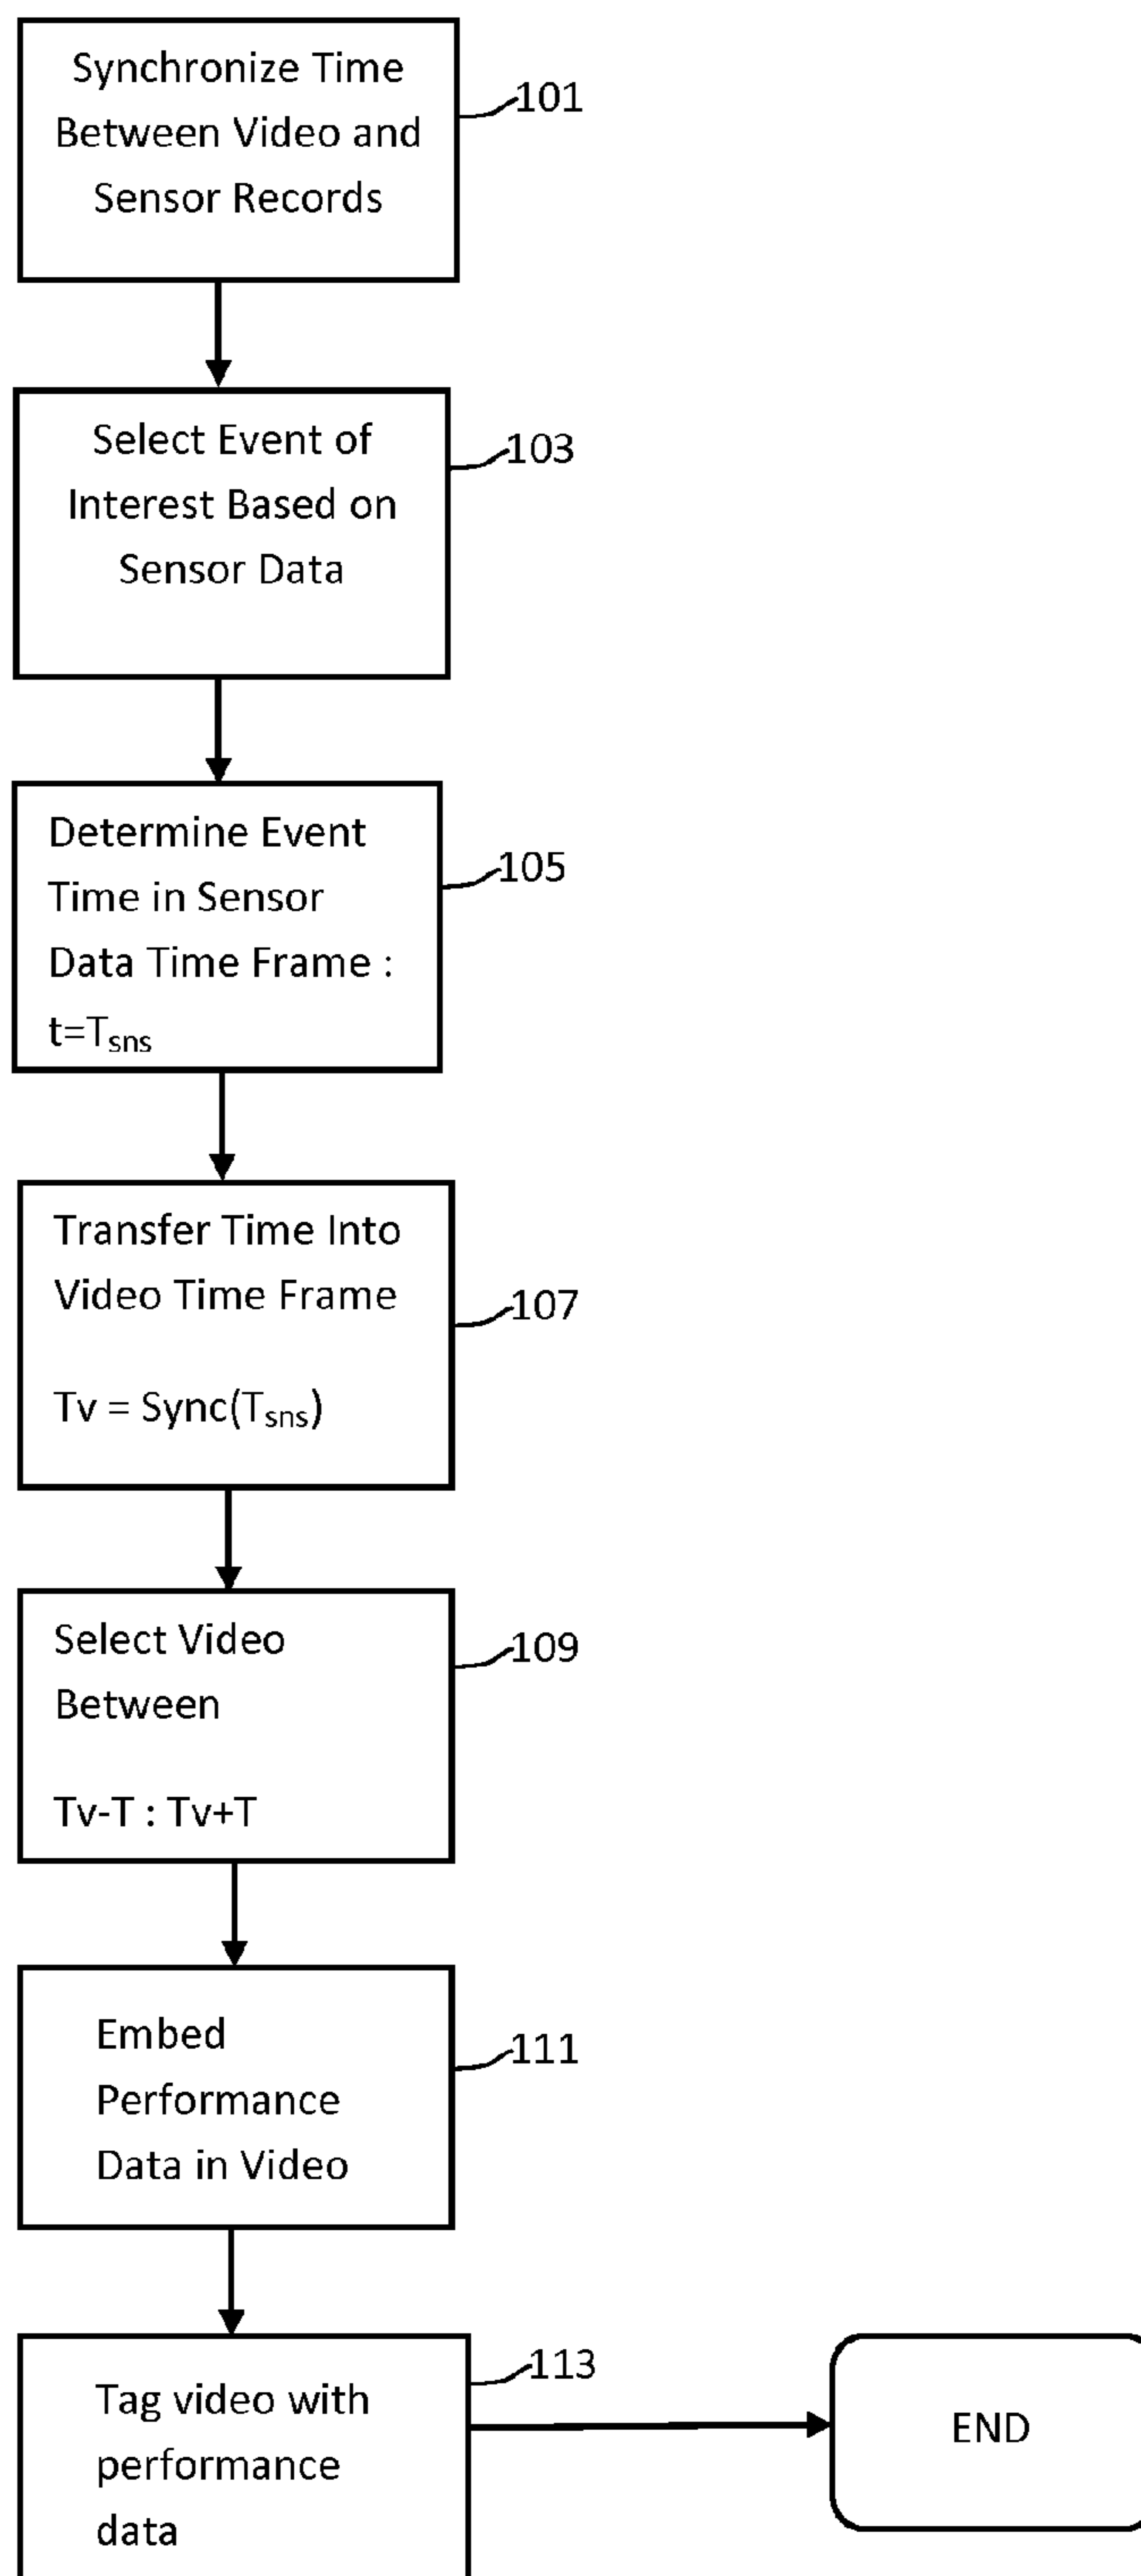 Synchronize Time
Between Video and
Sensor Records
101
Select Event of
Interest Based on
Sensor Data
103
Determine Event
Time in Sensor
Data Time Frame :
t=Tsns
105
Transfer Time Into
Video Time Frame
Tv = Sync(Tsns)
107
Select Video
Between
Tv-T : Tv+T
109
Embed
Performance
Data in Video
111
Tag video with
performance
data
113
END